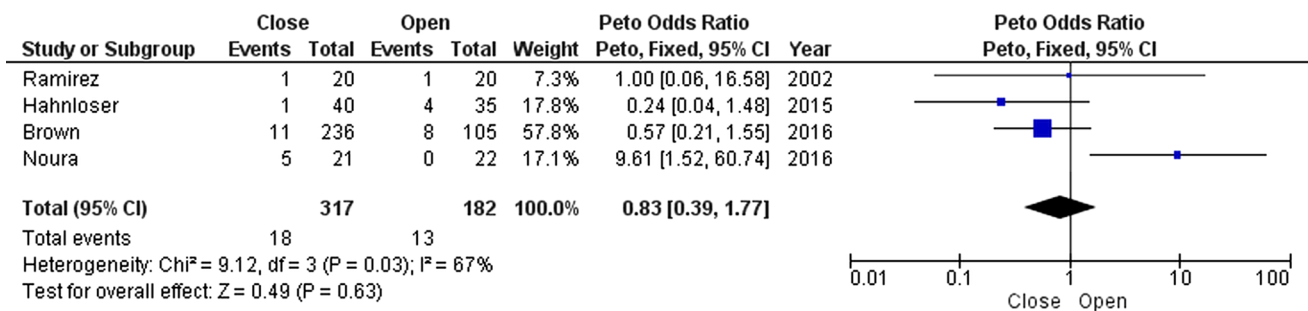 Close Open Peto Odds Ratio Peto Odds Ratio
Study or Subgroup Events Total Events Total Weight Peto, Fixed, 95% CI Year Peto, Fixed, 95% CI
Ramirez 1 20 1 20 7.3% 1.00 [0.06, 16.58] 2002
Hahnloser 1 40 4 35 17.8% 0.24 [0.04, 1.48] 2015
Brown 11 236 8 105 57.8% 0.57 [0.21, 1.55] 2016
Noura 5 21 0 22 17.1% 9.61 [1.52, 60.74] 2016
Total (95% CI) 317 182 100.0% 0.83 [0.39, 1.77]
Total events 18 13
Heterogeneity: Chi² = 9.12, df = 3 (P = 0.03); I² = 67%
Test for overall effect: Z = 0.49 (P = 0.63)
0.01 0.1 1 10 100
Close Open